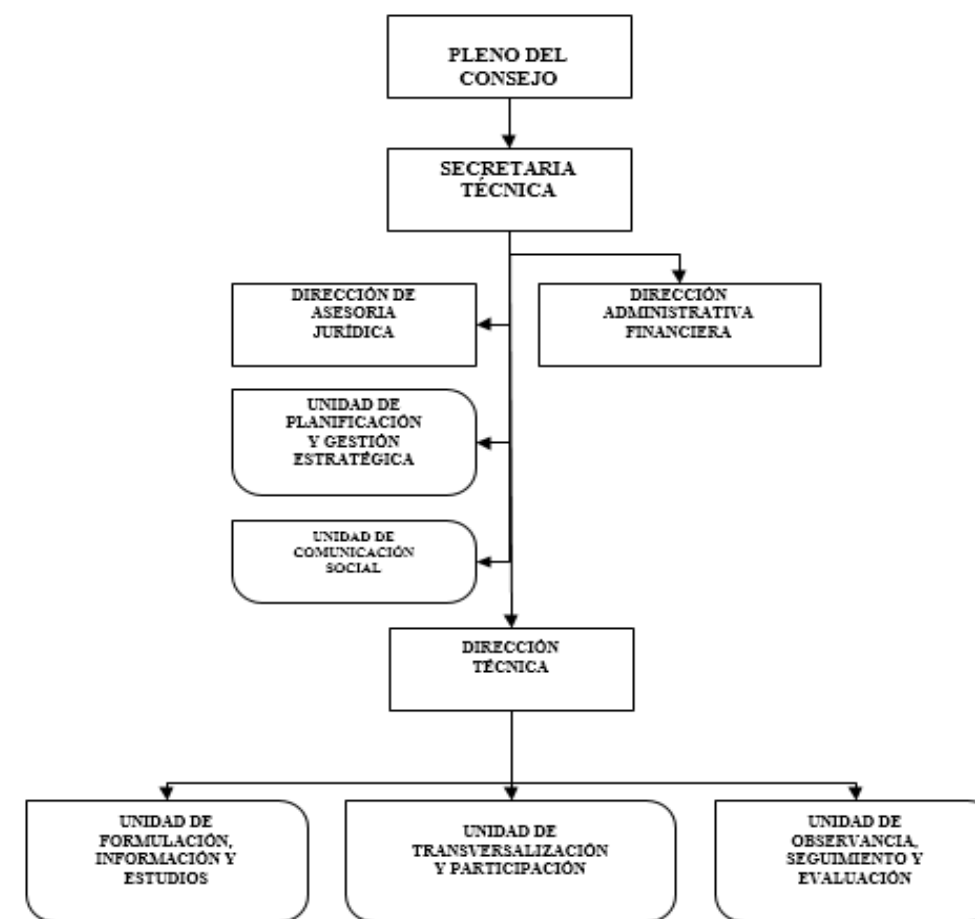 PLENO DEL
CONSEJO
SECRETARIA
TÉCNICA
DIRECCIÓN DE
ASESORIA
JURÍDICA
DIRECCIÓN
ADMINISTRATIVA
FINANCIERA
UNIDAD DE
PLANIFICACIÓN
Y GESTIÓN
ESTRATÉGICA
UNIDAD DE
COMUNICACIÓN
SOCIAL
DIRECCIÓN
TÉCNICA
UNIDAD DE
FORMULACIÓN,
INFORMACIÓN Y
ESTUDIOS
UNIDAD DE
TRANSVERSALIZACIÓN
Y PARTICIPACIÓN
UNIDAD DE
OBSERVANCIA,
SEGUIMIENTO Y
EVALUACIÓN